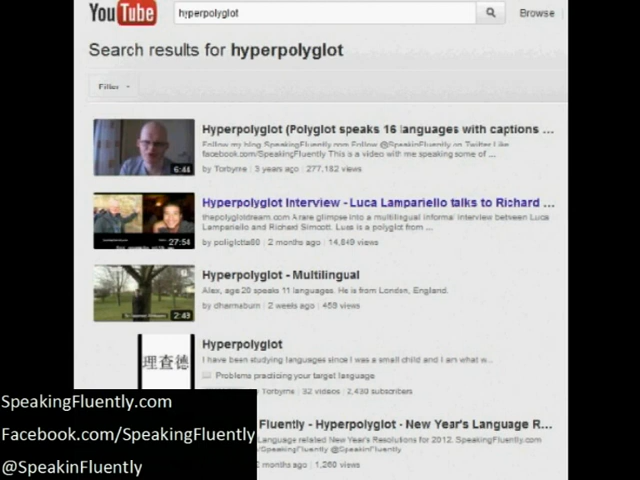 YouTube
hyperpolyglot
Browse
Search results for hyperpolyglot
Filter
Hyperpolyglot (Polyglot speaks 16 languages with captions ...
Follow my blog SpeakingFluently.com Follow @SpeakingFluently on Twitter Like
facebook.com/SpeakingFluently This is a video with me speaking some of ...
by Torbyrne | 3 years ago | 277,182 views
6:44
Hyperpolyglot Interview - Luca Lampariello talks to Richard ...
thepolyglotdream.com A rare glimpse into a multilingual informal interview between Luca
Lampariello and Richard Simcott. Luca is a polyglot from ...
by poliglotta80 | 2 months ago | 14,849 views
27:54
Hyperpolyglot - Multilingual
Alex, age 20 speaks 11 languages. He is from London, England.
by dharmaburn | 2 weeks ago | 459 views
2:43
Hyperpolyglot
I have been studying languages since I was a small child and I am what w...
Problems practicing your target language
Torbyrne | 32 videos | 2,430 subscribers
理查德
SpeakingFluently.com
Facebook.com/SpeakingFluently
@SpeakinFluently
Fluently - Hyperpolyglot - New Year's Language R...
Language related New Year's Resolutions for 2012. SpeakingFluently.com
/SpeakingFluently @SpeakinFluently
2 months ago | 1,260 views